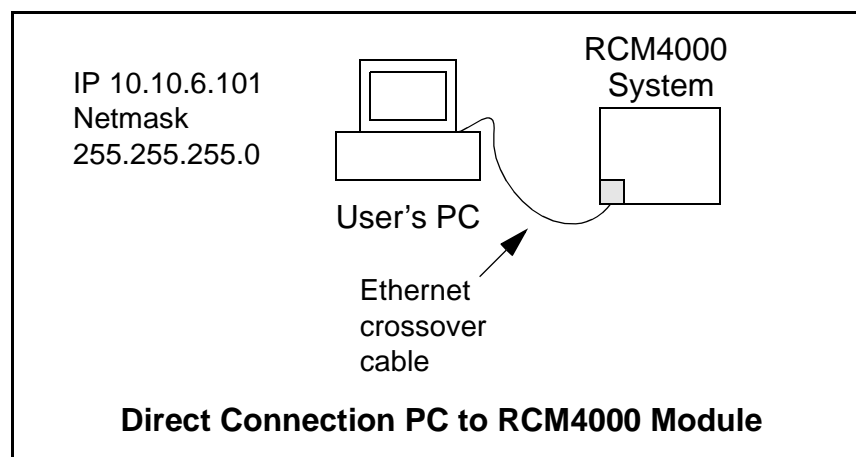 IP 10.10.6.101
Netmask
255.255.255.0
RCM4000
System
User's PC
Ethernet
crossover
cable
Direct Connection PC to RCM4000 Module